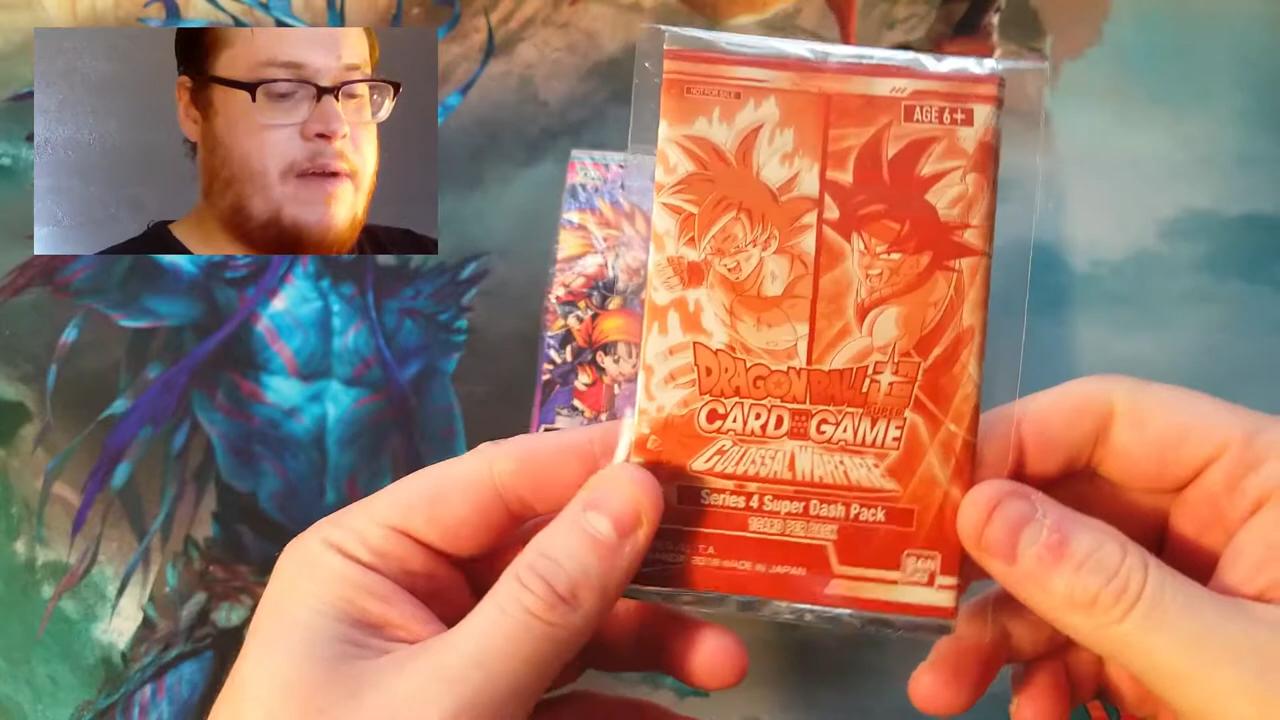 NOT FOR SALE
AGE 6+
DRAGON BALL
SUPER
CARD GAME
COLOSSAL WARFARE
Series 4 Super Dash Pack
1 CARD PER PACK
MADE IN JAPAN